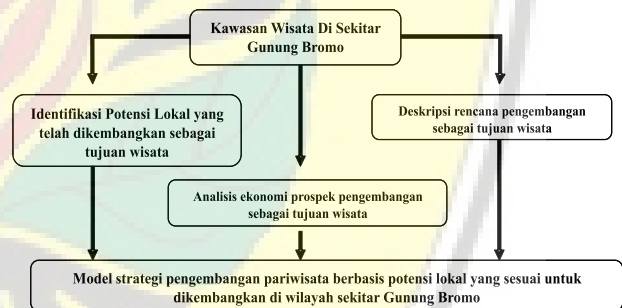 Kawasan Wisata Di Sekitar
Gunung Bromo
Identifikasi Potensi Lokal yang
telah dikembangkan sebagai
tujuan wisata
Deskripsi rencana pengembangan
sebagai tujuan wisata
Analisis ekonomi prospek pengembangan
sebagai tujuan wisata
Model strategi pengembangan pariwisata berbasis potensi lokal yang sesuai untuk
dikembangkan di wilayah sekitar Gunung Bromo